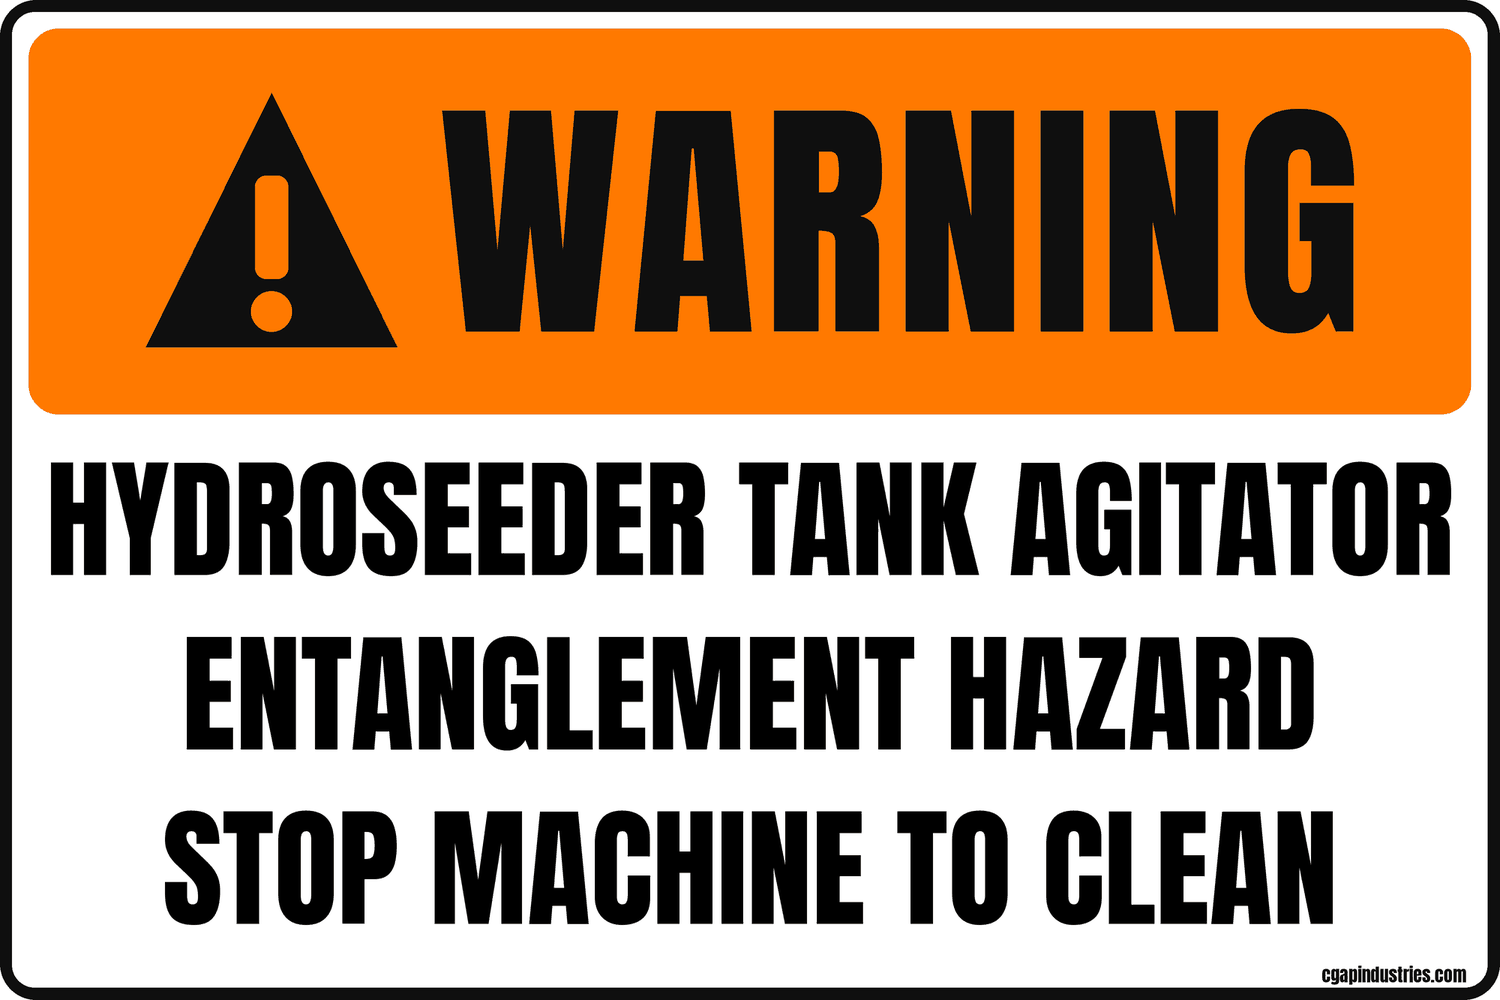 WARNING
HYDROSEEDER TANK AGITATOR
ENTANGLEMENT HAZARD
STOP MACHINE TO CLEAN
cgapindustries.com